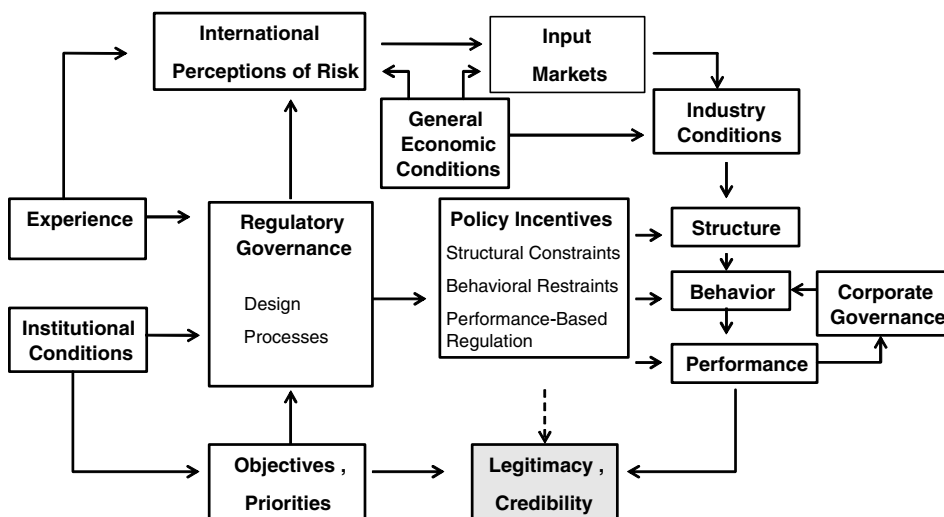 International
Perceptions of Risk
Input
Markets
General
Economic
Conditions
Industry
Conditions
Experience
Regulatory
Governance
Design
Processes
Policy Incentives
Structural Constraints
Behavioral Restraints
Performance-Based
Regulation
Structure
Behavior
Corporate
Governance
Institutional
Conditions
Performance
Objectives ,
Priorities
Legitimacy ,
Credibility